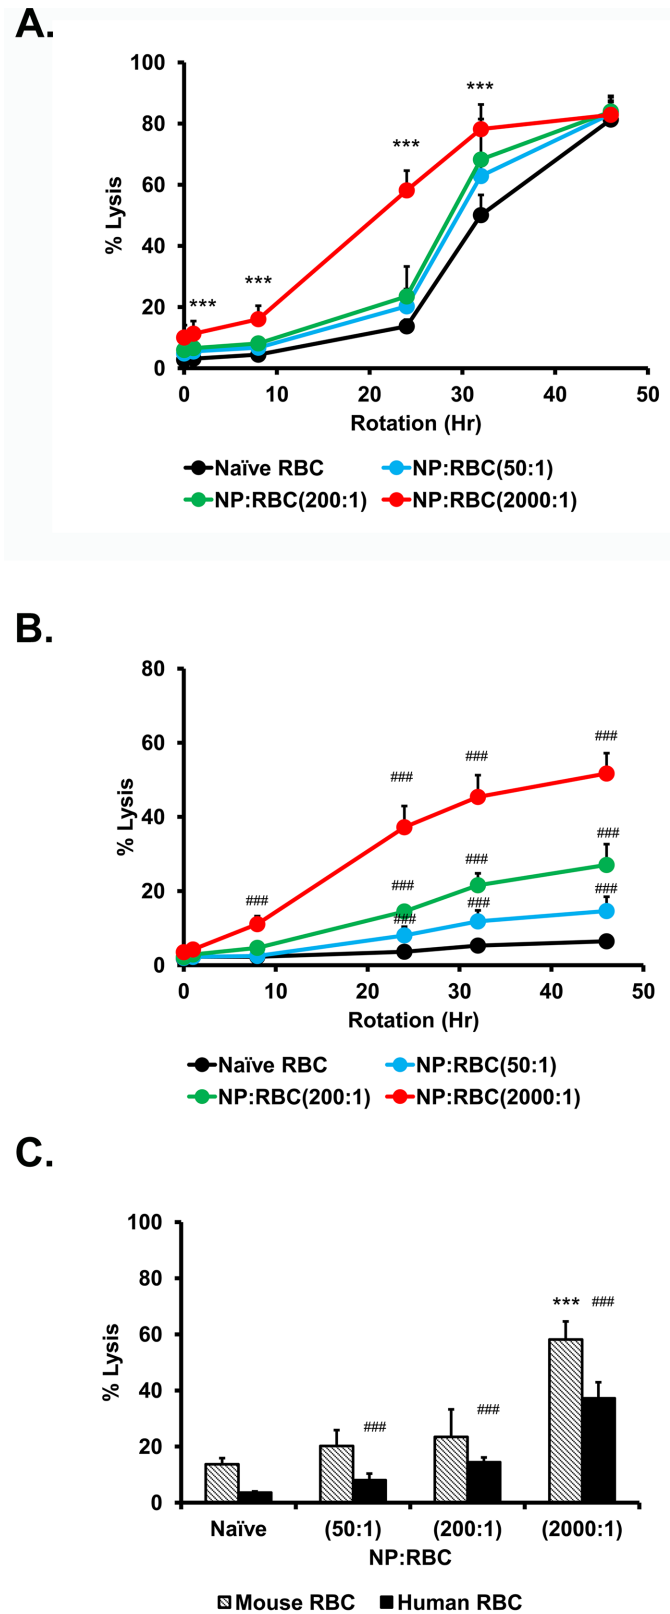 A.
100
80
60
40
20
0
% Lysis
***
***
***
***
0 10 20 30 40 50
Rotation (Hr)
Naïve RBC NP:RBC(50:1)
NP:RBC(200:1) NP:RBC(2000:1)
B.
80
60
40
20
0
% Lysis
###
###
###
###
###
###
###
###
###
###
0 10 20 30 40 50
Rotation (Hr)
Naïve RBC NP:RBC(50:1)
NP:RBC(200:1) NP:RBC(2000:1)
C.
100
80
60
40
20
0
% Lysis
*** ###
### ###
Naïve (50:1) (200:1) (2000:1)
NP:RBC
Mouse RBC Human RBC